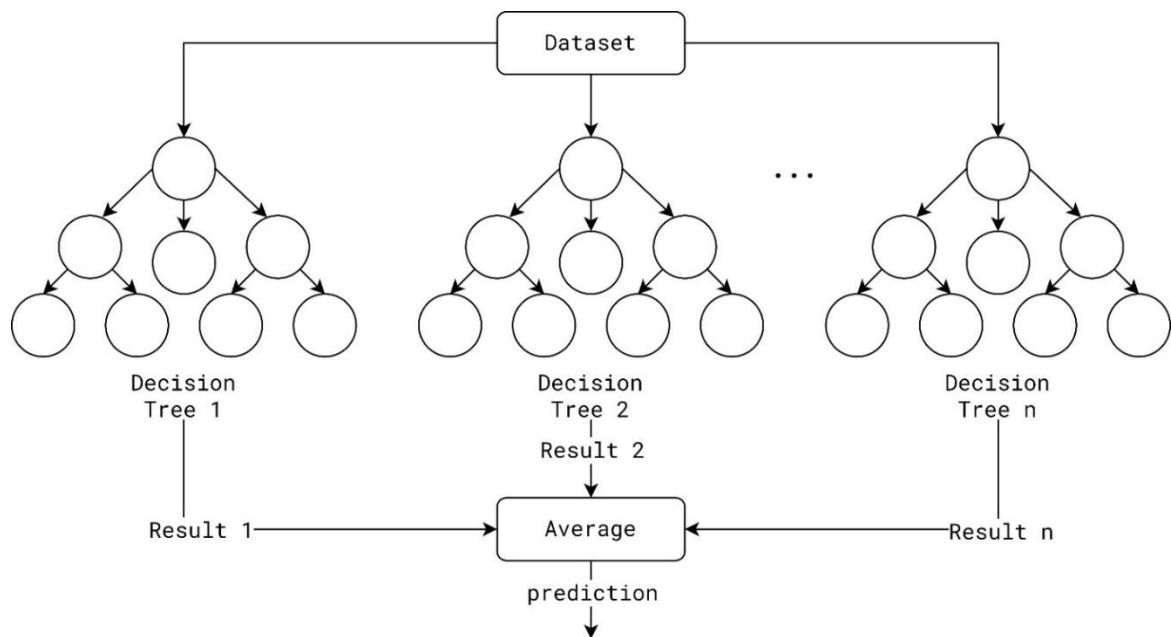 Dataset
...
Decision
Tree 1
Decision
Tree 2
Decision
Tree n
Result 2
Result 1
Average
Result n
prediction